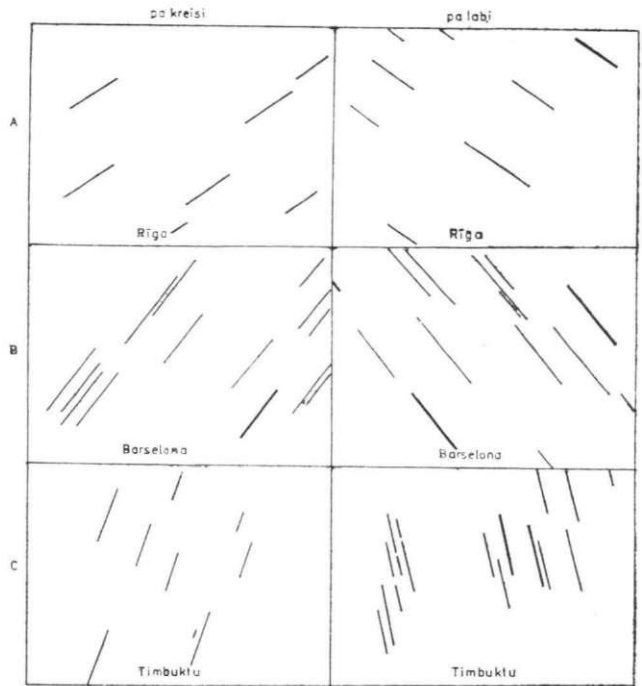 pa kreisi
pa labi
A
Rīga
Rīga
B
Barselona
Barselona
C
Timbuktu
Timbuktu